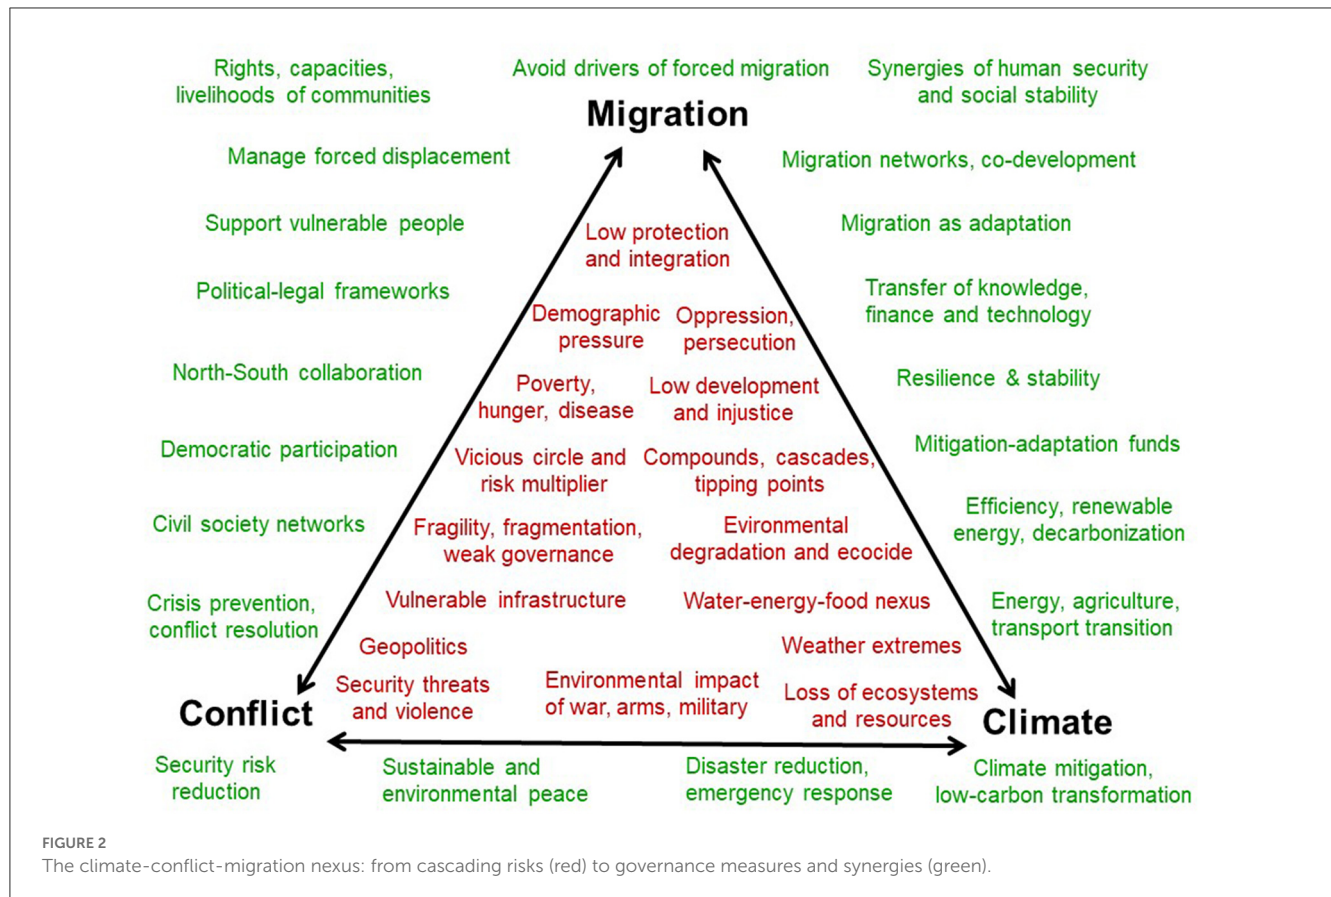 Rights, capacities,
livelihoods of communities
Avoid drivers of forced migration
Synergies of human security
and social stability
Migration
Manage forced displacement
Migration networks, co-development
Support vulnerable people
Migration as adaptation
Low protection
and integration
Political-legal frameworks
Transfer of knowledge,
finance and technology
Demographic
pressure
Oppression,
persecution
North-South collaboration
Resilience & stability
Poverty,
hunger, disease
Low development
and injustice
Democratic participation
Mitigation-adaptation funds
Vicious circle and
risk multiplier
Compounds, cascades,
tipping points
Civil society networks
Efficiency, renewable
energy, decarbonization
Fragility, fragmentation,
weak governance
Evironmental
degradation and ecocide
Crisis prevention,
conflict resolution
Vulnerable infrastructure
Water-energy-food nexus
Energy, agriculture,
transport transition
Geopolitics
Weather extremes
Security threats
and violence
Environmental impact
of war, arms, military
Loss of ecosystems
and resources
Conflict
Climate
Security risk
reduction
Sustainable and
environmental peace
Disaster reduction,
emergency response
Climate mitigation,
low-carbon transformation
FIGURE 2
The climate-conflict-migration nexus: from cascading risks (red) to governance measures and synergies (green).